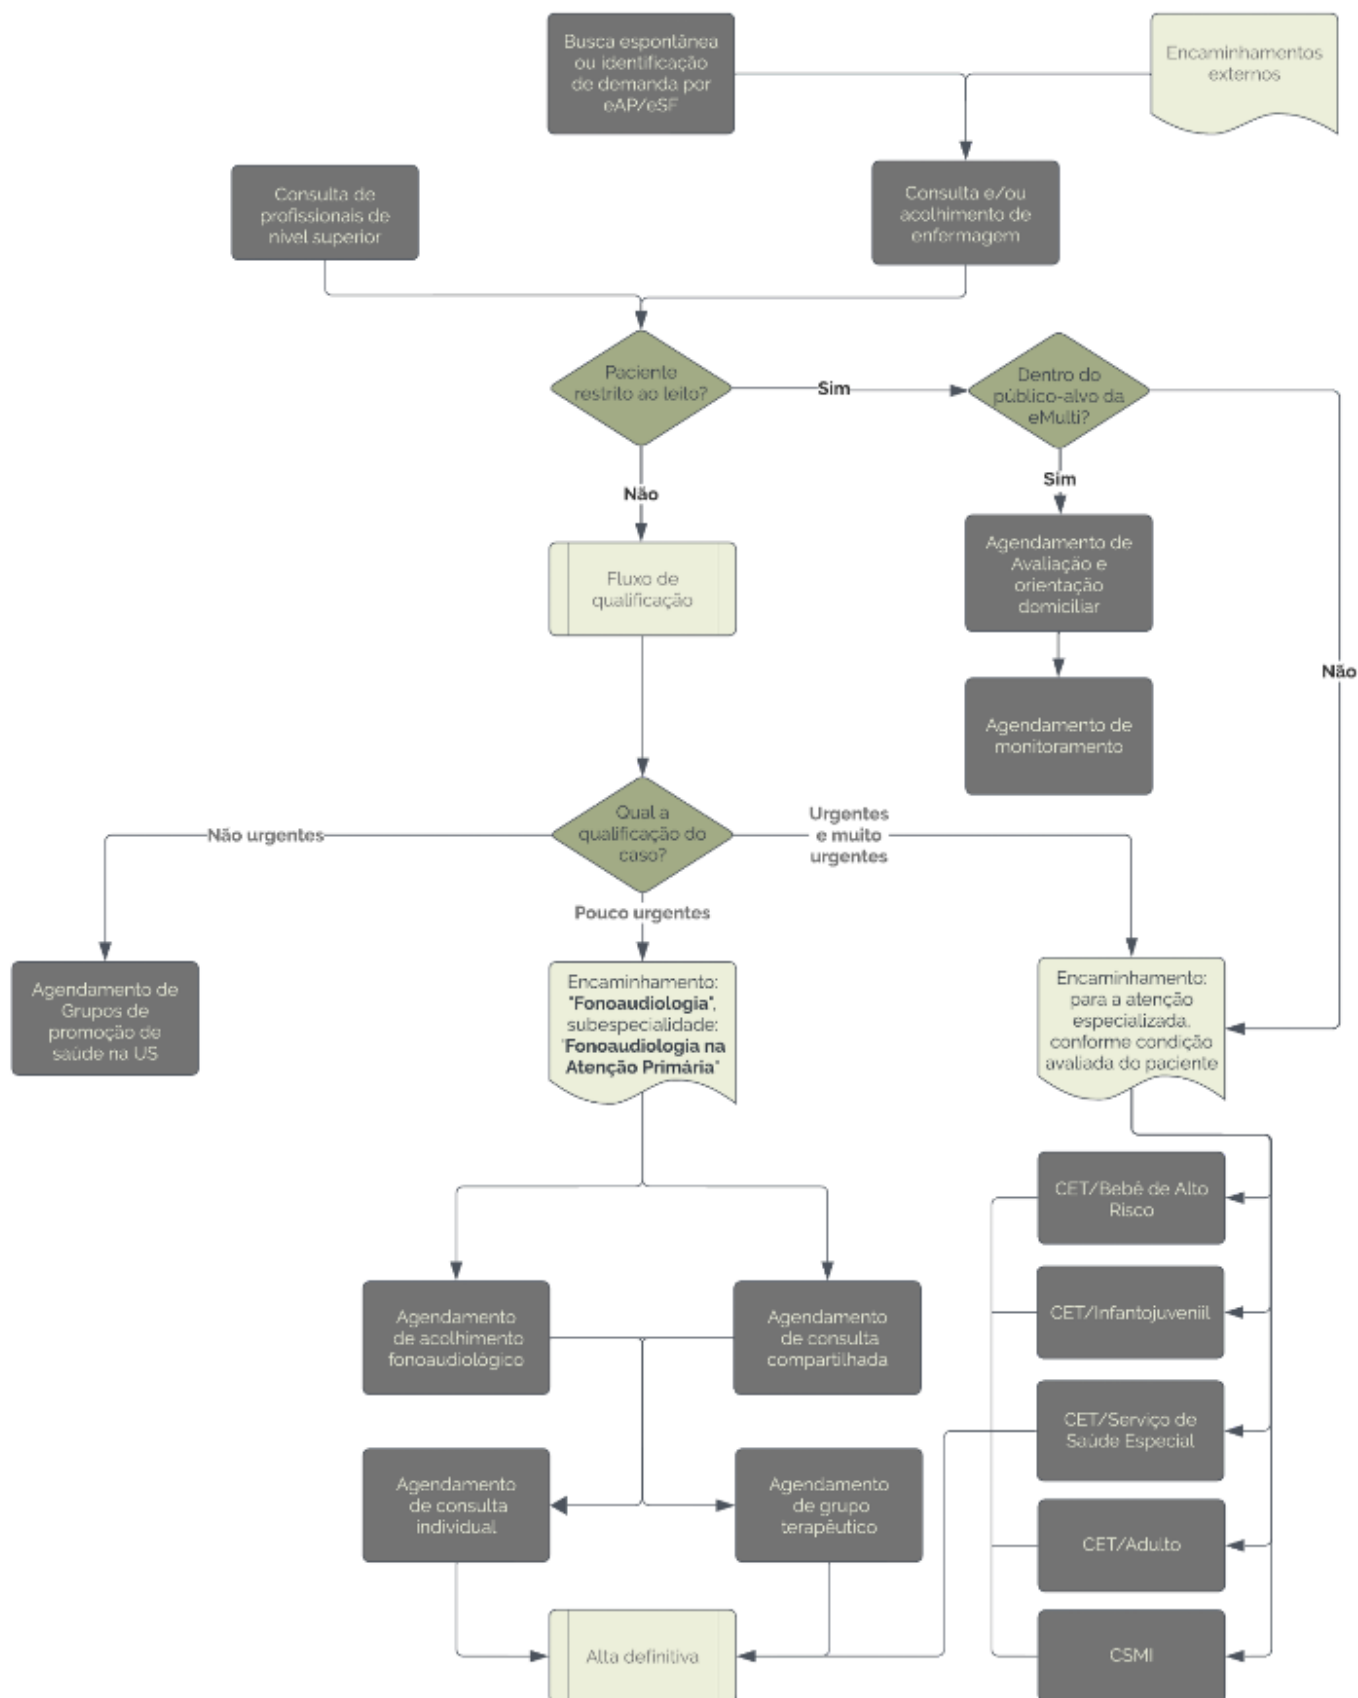 Busca espontânea
ou identificação
de demanda por
eAP/eSF
Encaminhamentos
externos
Consulta de
profissionais de
nível superior
Consulta e/ou
acolhimento de
enfermagem
Paciente
restrito ao leito?
Sim
Dentro do
público-alvo da
eMulti?
Não
Sim
Fluxo de
qualificação
Agendamento de
Avaliação e
orientação
domiciliar
Não
Agendamento de
monitoramento
Qual a
qualificação do
caso?
Não urgentes
Urgentes
e muito
urgentes
Pouco urgentes
Agendamento de
Grupos de
promoção de
saúde na US
Encaminhamento:
"Fonoaudiologia",
subespecialidade:
"Fonoaudiologia na
Atenção Primária"
Encaminhamento:
para a atenção
especializada,
conforme condição
avaliada do paciente
CET/Bebê de Alto
Risco
Agendamento
de acolhimento
fonoaudiológico
Agendamento
de consulta
compartilhada
CET/Infantojuveniil
CET/Serviço de
Saúde Especial
Agendamento
de consulta
individual
Agendamento
de grupo
terapêutico
CET/Adulto
Alta definitiva
CSMI